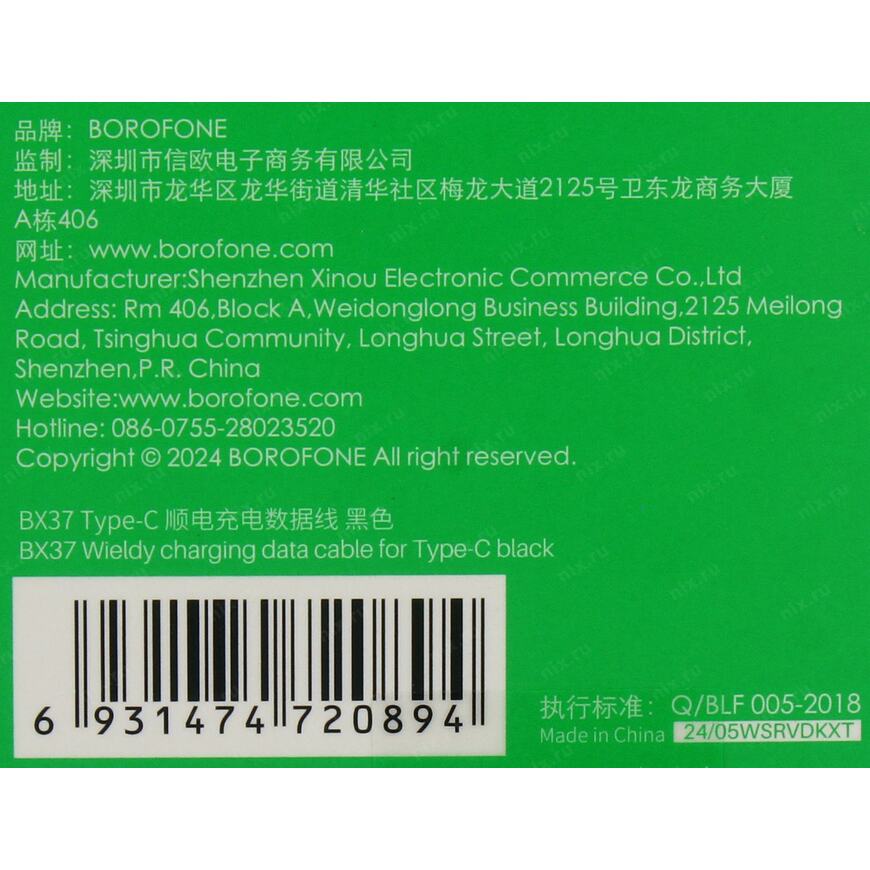 品牌：BOROFONE
监制：深圳市信欧电子商务有限公司
地址：深圳市龙华区龙华街道清华社区梅龙大道2125号卫东龙商务大厦
A栋406
网址：www.borofone.com
Manufacturer:Shenzhen Xinou Electronic Commerce Co.,Ltd
Address: Rm 406,Block A,Weidonglong Business Building,2125 Meilong
Road, Tsinghua Community, Longhua Street, Longhua District,
Shenzhen,P.R. China
Website:www.borofone.com
Hotline: 086-0755-28023520
Copyright © 2024 BOROFONE All right reserved.
BX37 Type-C 顺电充电数据线 黑色
BX37 Wieldy charging data cable for Type-C black
6 931474 720894
执行标准：Q/BLF 005-2018
Made in China 24/05WSRVDKXT
nix.ru